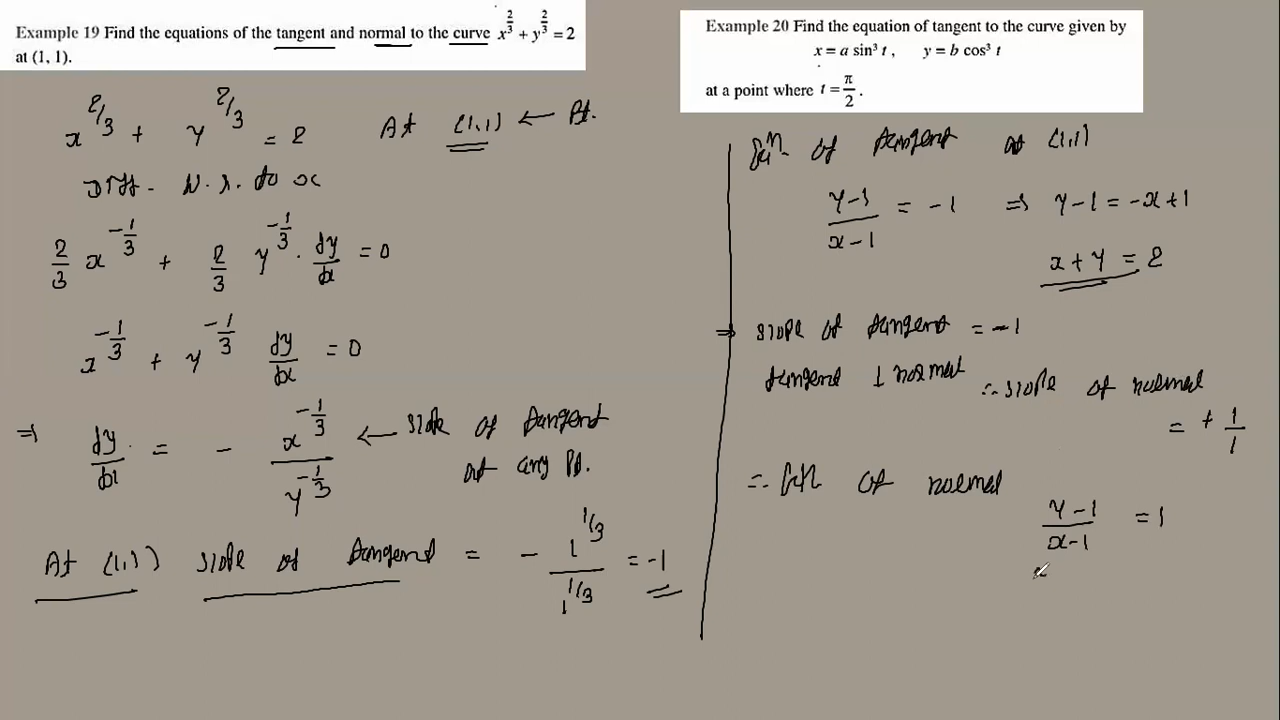 Example 19 Find the equations of the tangent and normal to the curve x^(2/3) + y^(2/3) = 2
at (1, 1).
x^(2/3) + y^(2/3) = 2 At (1,1) ← Pt.
Diff. w.r. to x
2/3 x^(-1/3) + 2/3 y^(-1/3) . dy/dx = 0
x^(-1/3) + y^(-1/3) dy/dx = 0
⇒ dy/dx = - x^(-1/3) / y^(-1/3) ← slope of tangent
at any Pt.
At (1,1) slope of tangent = - 1^(1/3) / 1^(1/3) = -1
Example 20 Find the equation of tangent to the curve given by
x = a sin³ t, y = b cos³ t
at a point where t = π/2.
Eqn. of tangent at (1,1)
(y-1)/(x-1) = -1 ⇒ y-1 = -x+1
x + y = 2
⇒ slope of tangent = -1
tangent ⊥ normal ∴ slope of normal
= + 1/1
∴ of normal
(y-1)/(x-1) = 1